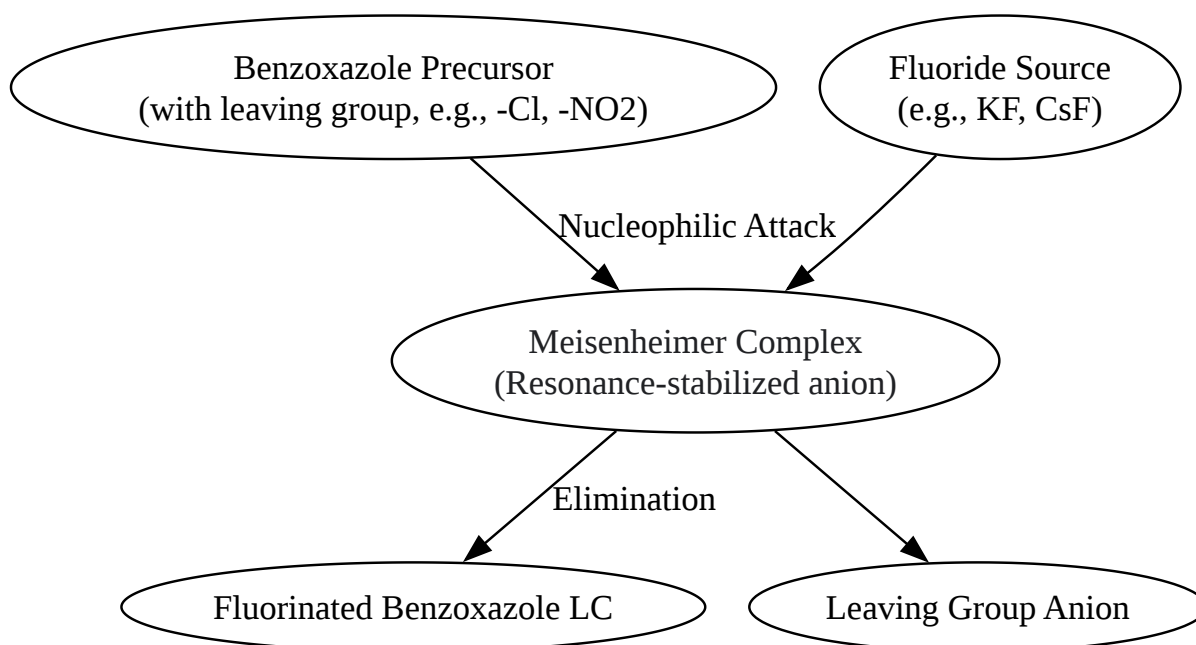 Benzoxazole Precursor
(with leaving group, e.g., -Cl, -NO2)
Fluoride Source
(e.g., KF, CsF)
Nucleophilic Attack
Meisenheimer Complex
(Resonance-stabilized anion)
Elimination
Fluorinated Benzoxazole LC
Leaving Group Anion